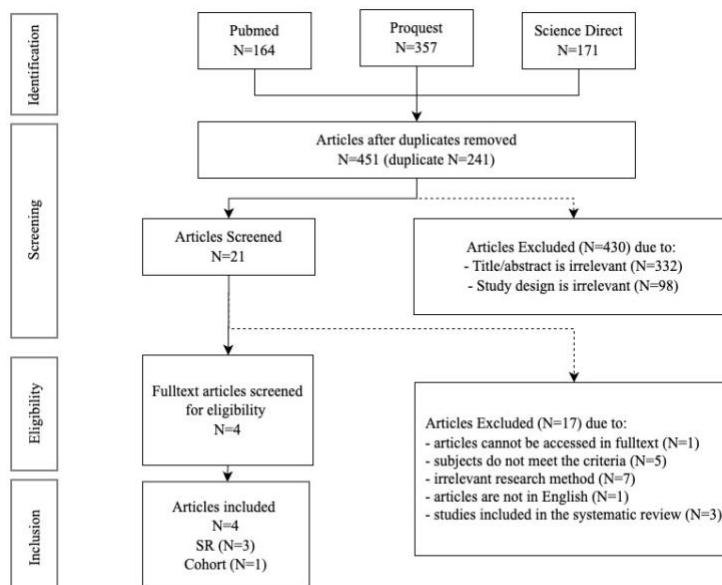 Identification
Pubmed
N=164
Proquest
N=357
Science Direct
N=171
Screening
Articles after duplicates removed
N=451 (duplicate N=241)
Articles Screened
N=21
Articles Excluded (N=430) due to:
- Title/abstract is irrelevant (N=332)
- Study design is irrelevant (N=98)
Eligibility
Fulltext articles screened
for eligibility
N=4
Articles Excluded (N=17) due to:
- articles cannot be accessed in fulltext (N=1)
- subjects do not meet the criteria (N=5)
- irrelevant research method (N=7)
- articles are not in English (N=1)
- studies included in the systematic review (N=3)
Inclusion
Articles included
N=4
SR (N=3)
Cohort (N=1)